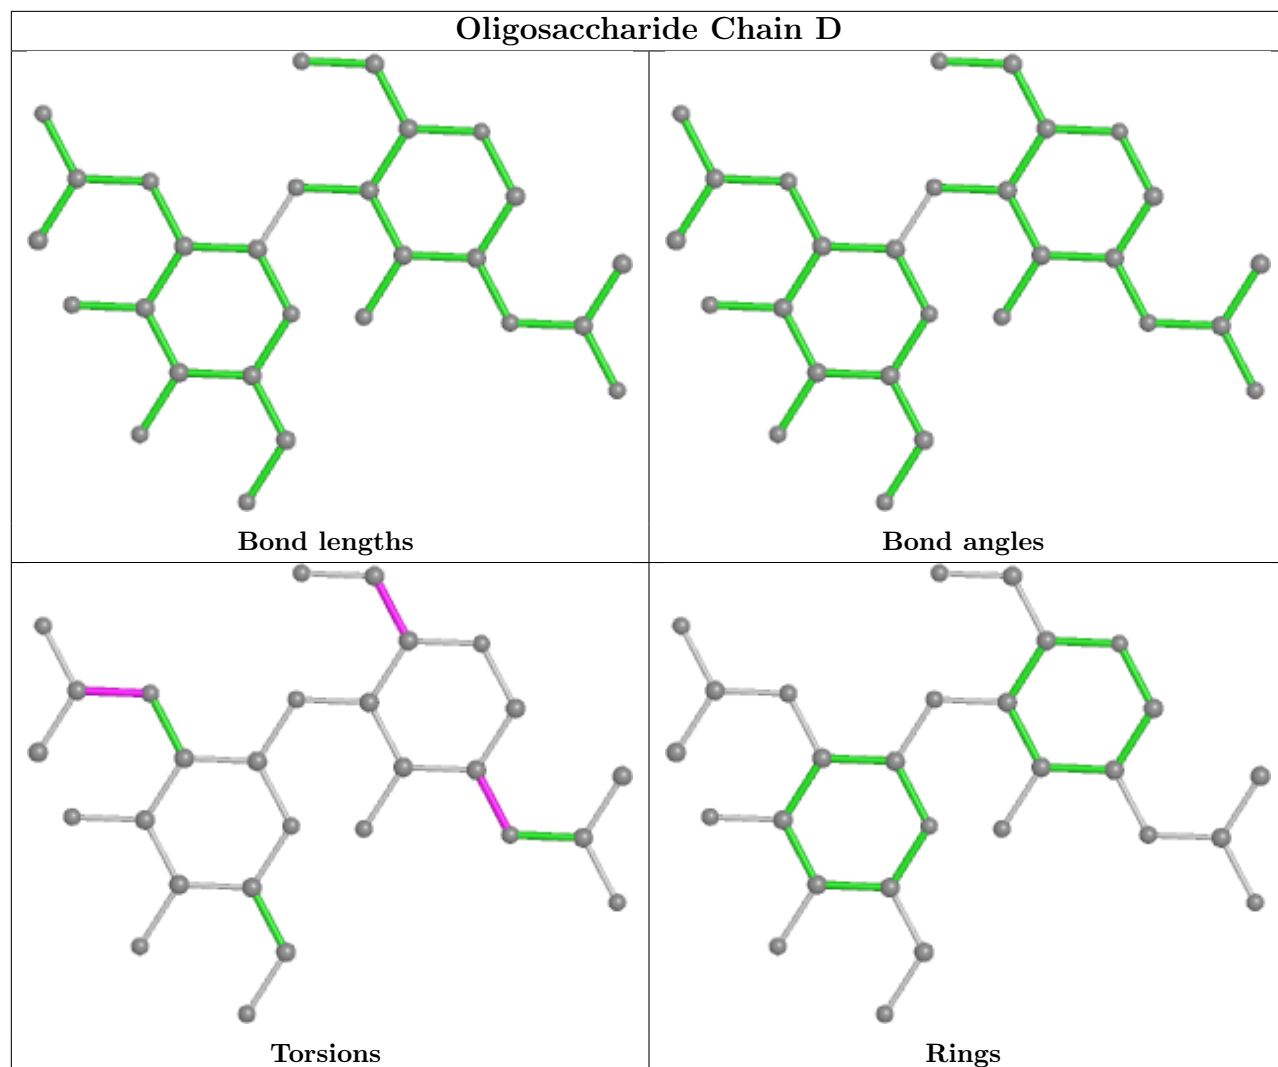 Oligosaccharide Chain D
Bond lengths
Bond angles
Torsions
Rings